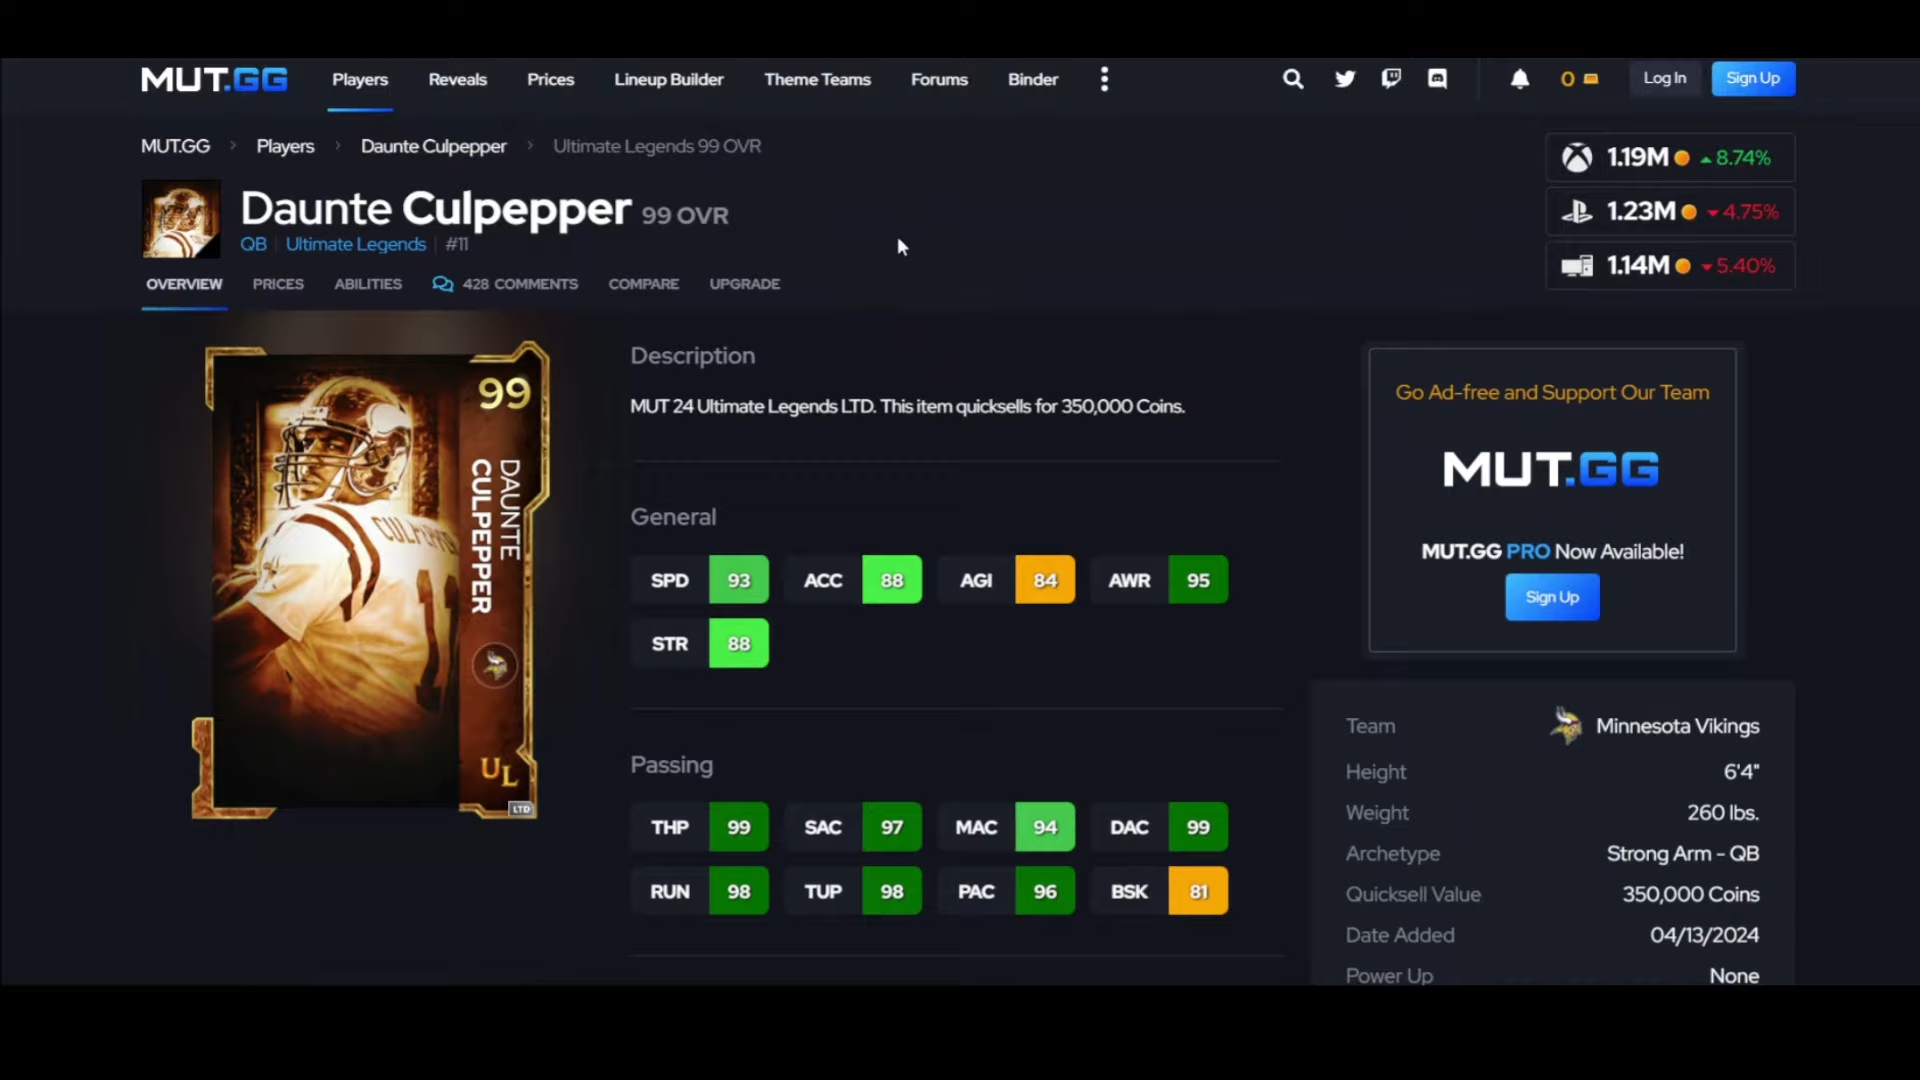 MUT.GG Players Reveals Prices Lineup Builder Theme Teams Forums Binder 0 Log In Sign Up
MUT.GG > Players > Daunte Culpepper > Ultimate Legends 99 OVR
1.19M 8.74%
Daunte Culpepper 99 OVR
1.23M 4.75%
QB Ultimate Legends #11
1.14M 5.40%
OVERVIEW PRICES ABILITIES 428 COMMENTS COMPARE UPGRADE
99
DAUNTE
CULPEPPER
CULPEPPER
11
UL
LTD
Description
MUT 24 Ultimate Legends LTD. This item quicksells for 350,000 Coins.
General
SPD 93 ACC 88 AGI 84 AWR 95
STR 88
Passing
THP 99 SAC 97 MAC 94 DAC 99
RUN 98 TUP 98 PAC 96 BSK 81
Go Ad-free and Support Our Team
MUT.GG
MUT.GG PRO Now Available!
Sign Up
Team Minnesota Vikings
Height 6'4"
Weight 260 lbs.
Archetype Strong Arm - QB
Quicksell Value 350,000 Coins
Date Added 04/13/2024
Power Up None